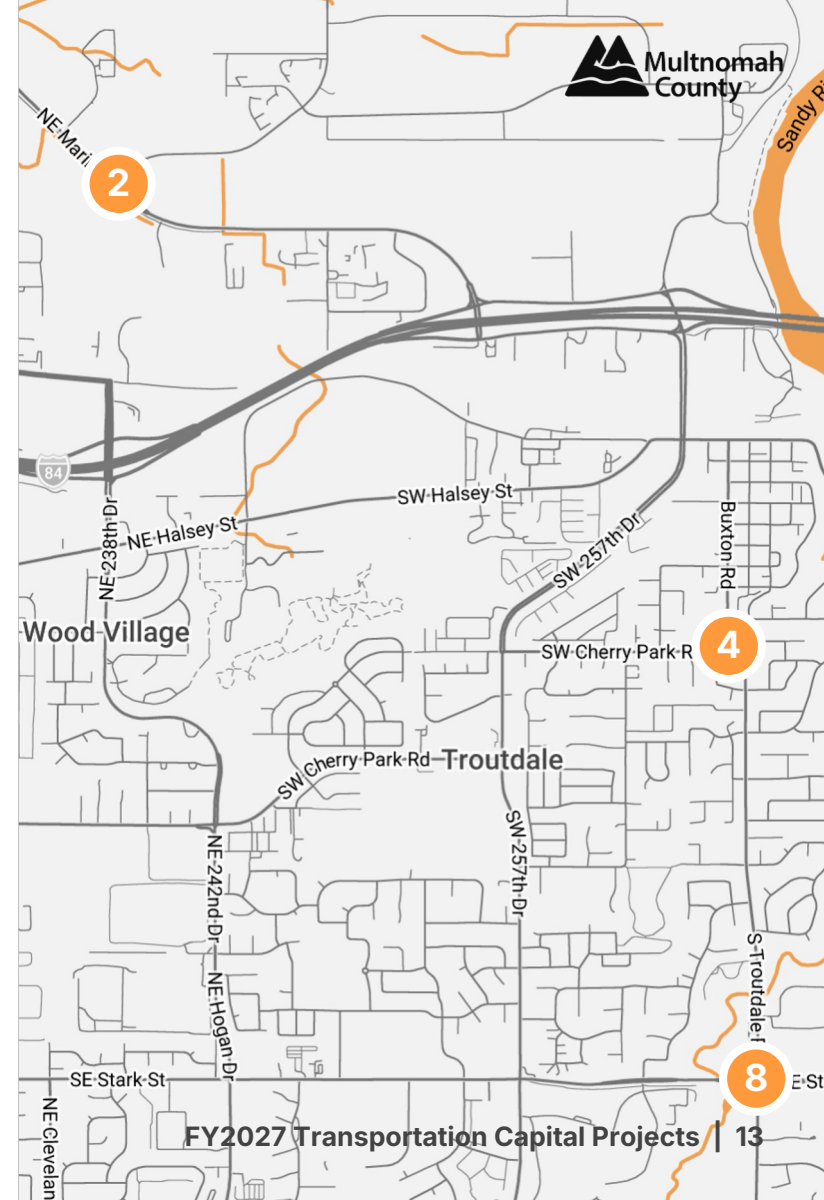 Multnomah
County
Sandy Ri
NE Mari
2
84
SW Halsey St
NE Halsey St
NE 238th Dr
SW 257th Dr
Buxton Rd
Wood Village
SW Cherry Park R
4
SW Cherry Park Rd
Troutdale
SW 257th Dr
NE 242nd Dr
S Troutdale
NE Hogan Dr
SE Stark St
8
E St
NE Clevelan
FY2027 Transportation Capital Projects | 13